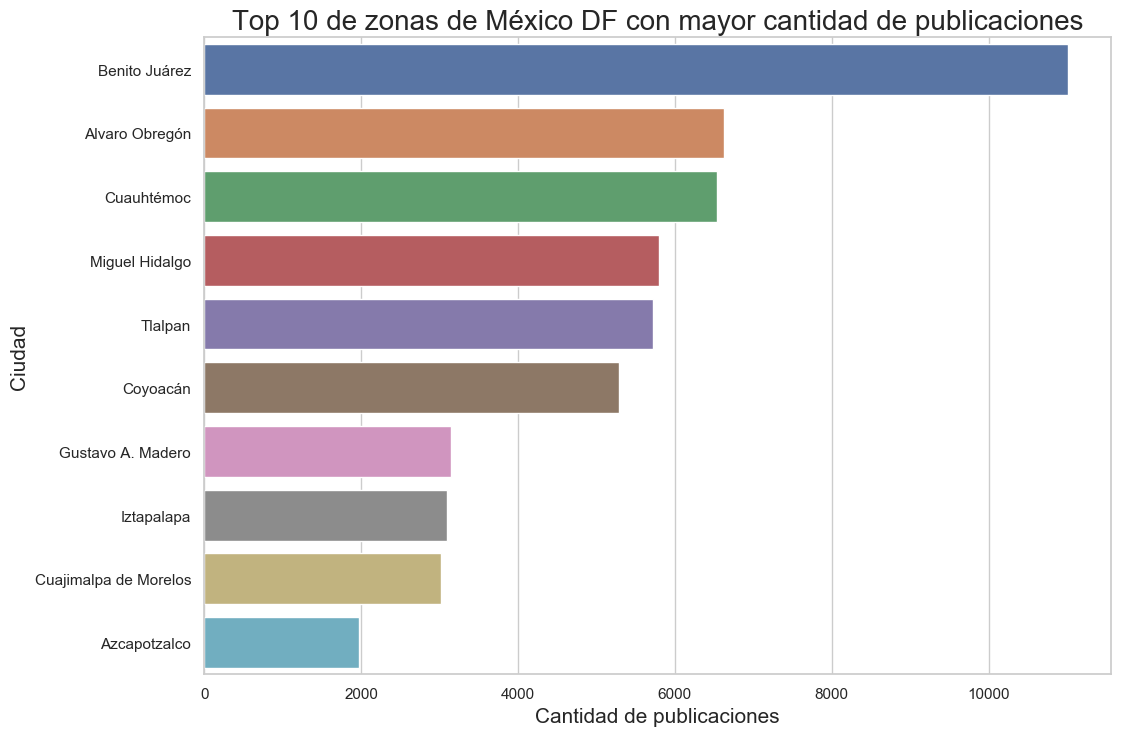 Top 10 de zonas de México DF con mayor cantidad de publicaciones
Ciudad
Benito Juárez
Alvaro Obregón
Cuauhtémoc
Miguel Hidalgo
Tlalpan
Coyoacán
Gustavo A. Madero
Iztapalapa
Cuajimalpa de Morelos
Azcapotzalco
0 2000 4000 6000 8000 10000
Cantidad de publicaciones